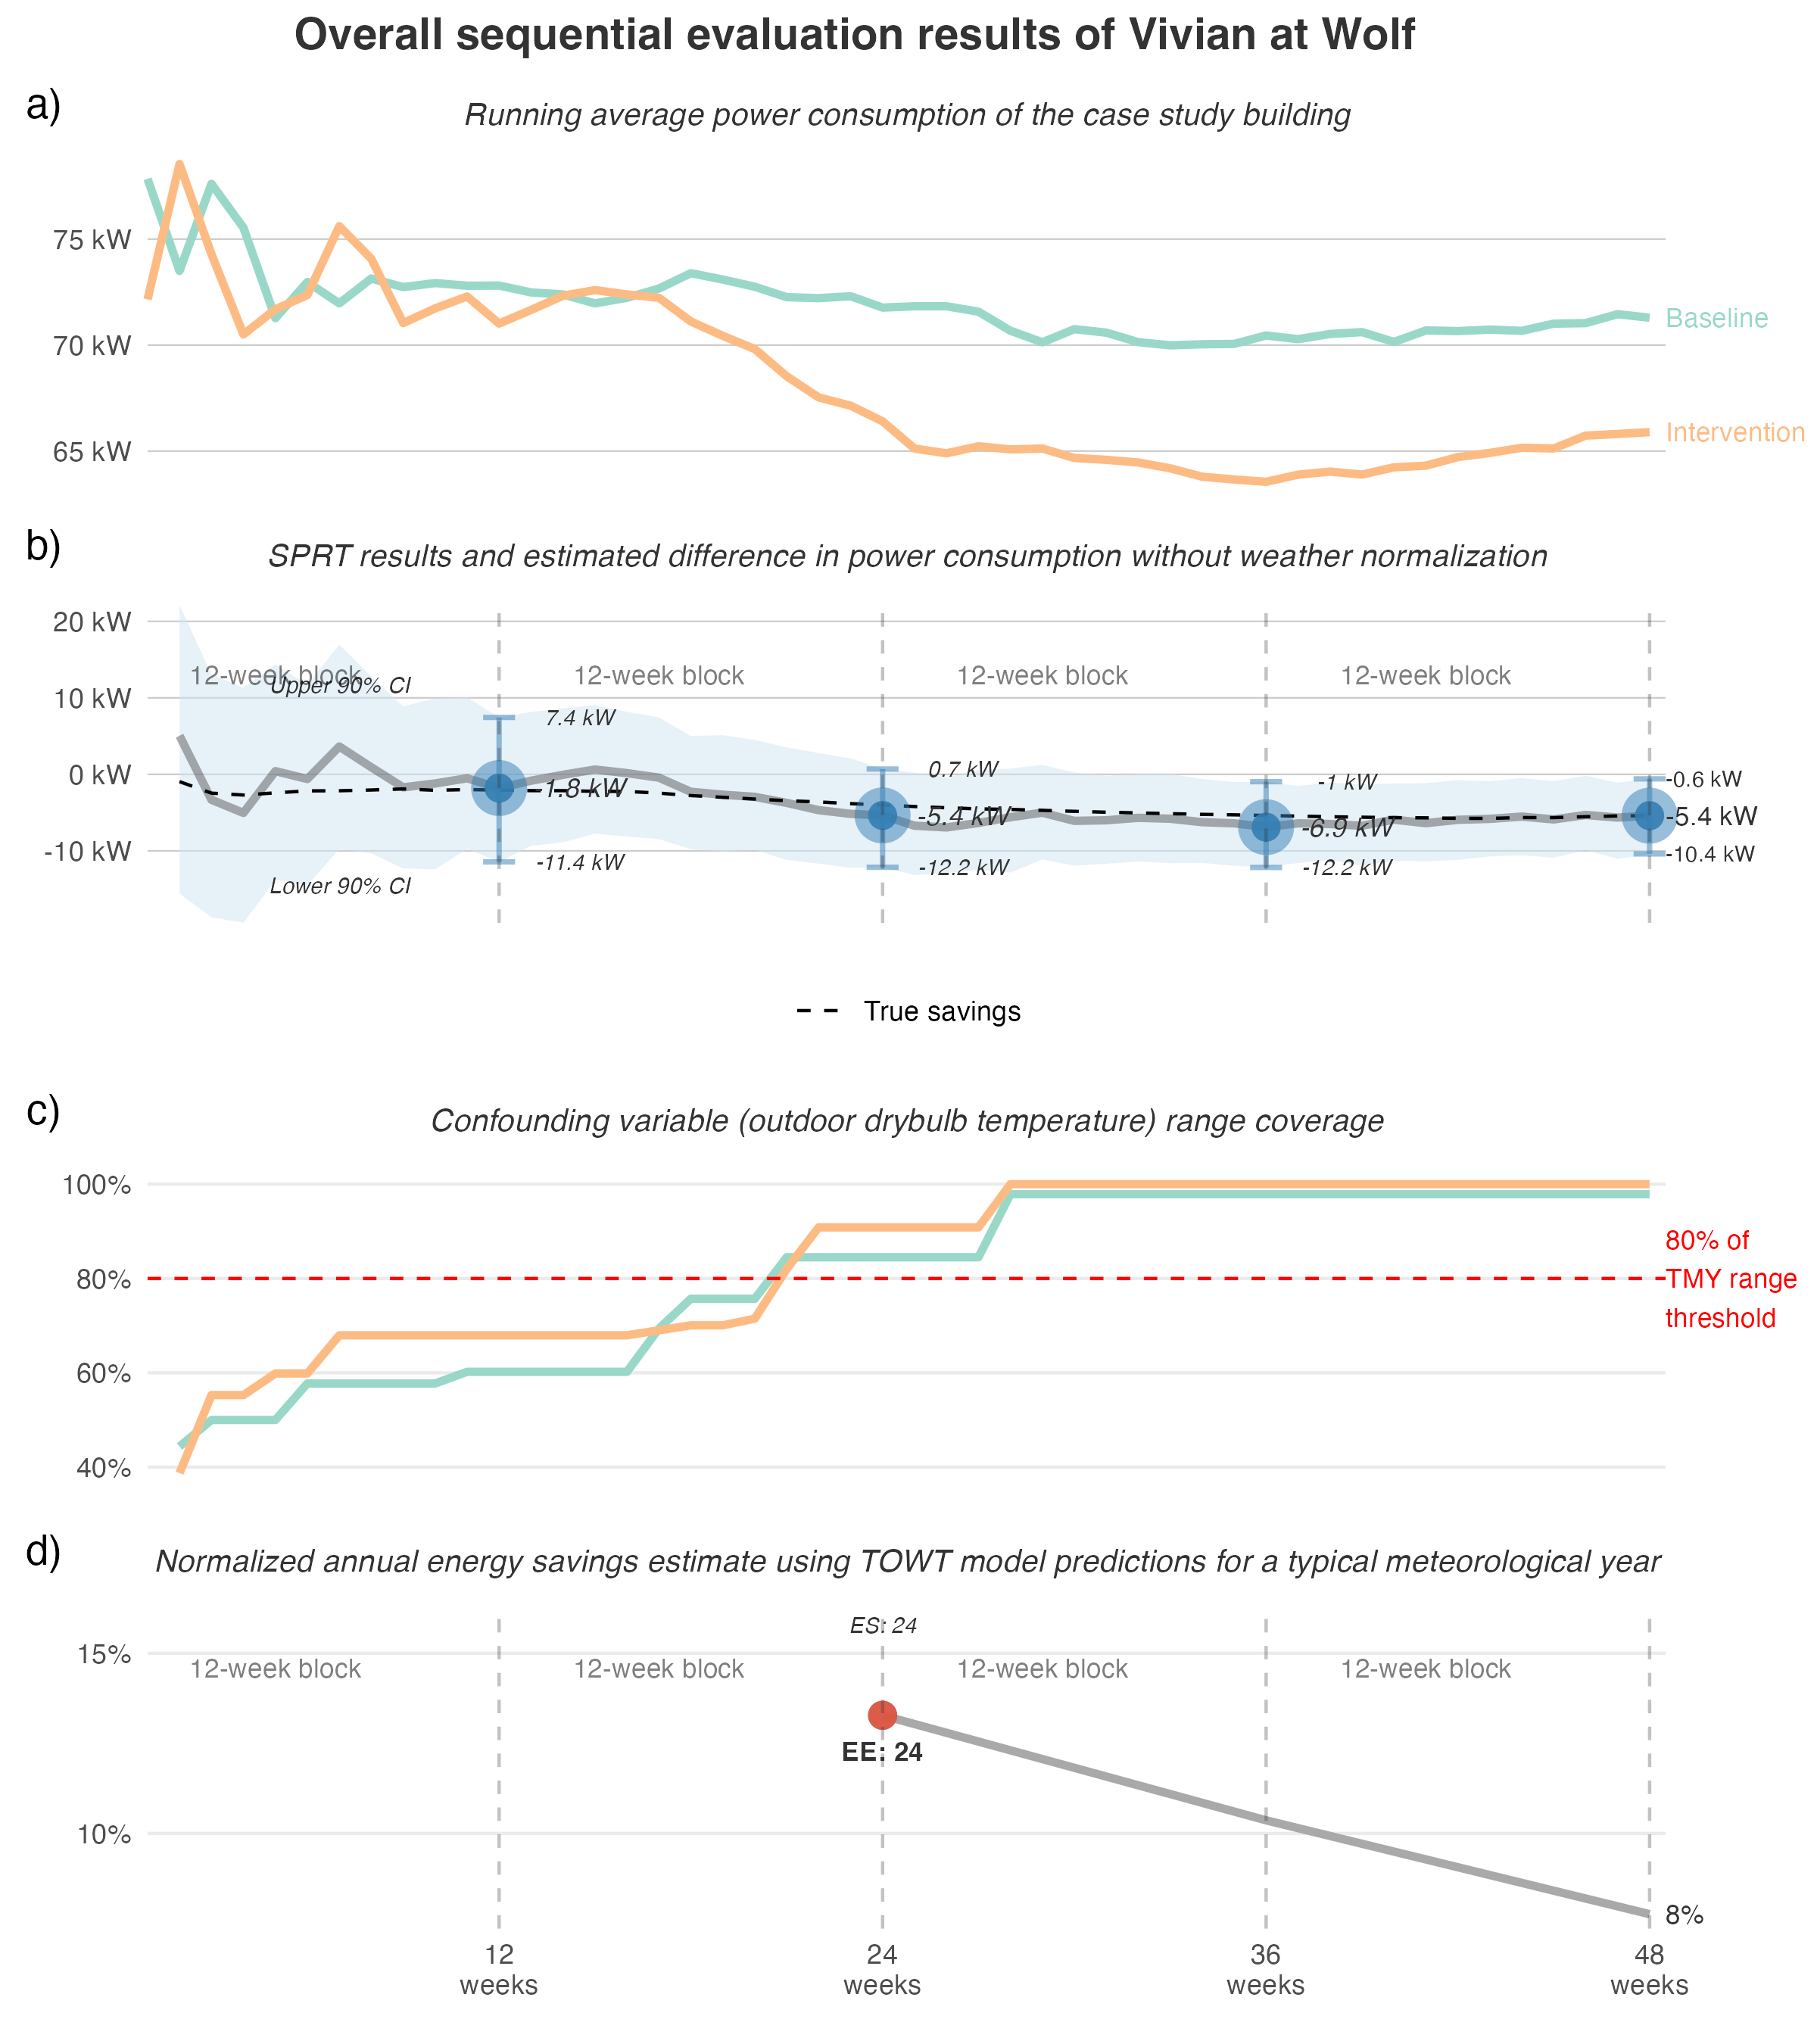 Overall sequential evaluation results of Vivian at Wolf
a)
Running average power consumption of the case study building
75 kW
70 kW
65 kW
Baseline
Intervention
b)
SPRT results and estimated difference in power consumption without weather normalization
20 kW
10 kW
0 kW
-10 kW
12-week block
12-week block
12-week block
12-week block
Upper 90% CI
Lower 90% CI
7.4 kW
-1.8 kW
-11.4 kW
0.7 kW
-5.4 kW
-12.2 kW
-1 kW
-6.9 kW
-12.2 kW
-0.6 kW
-5.4 kW
-10.4 kW
True savings
c)
Confounding variable (outdoor drybulb temperature) range coverage
100%
80%
60%
40%
80% of
TMY range
threshold
d)
Normalized annual energy savings estimate using TOWT model predictions for a typical meteorological year
15%
10%
ES: 24
12-week block
12-week block
12-week block
12-week block
EE: 24
8%
12
weeks
24
weeks
36
weeks
48
weeks